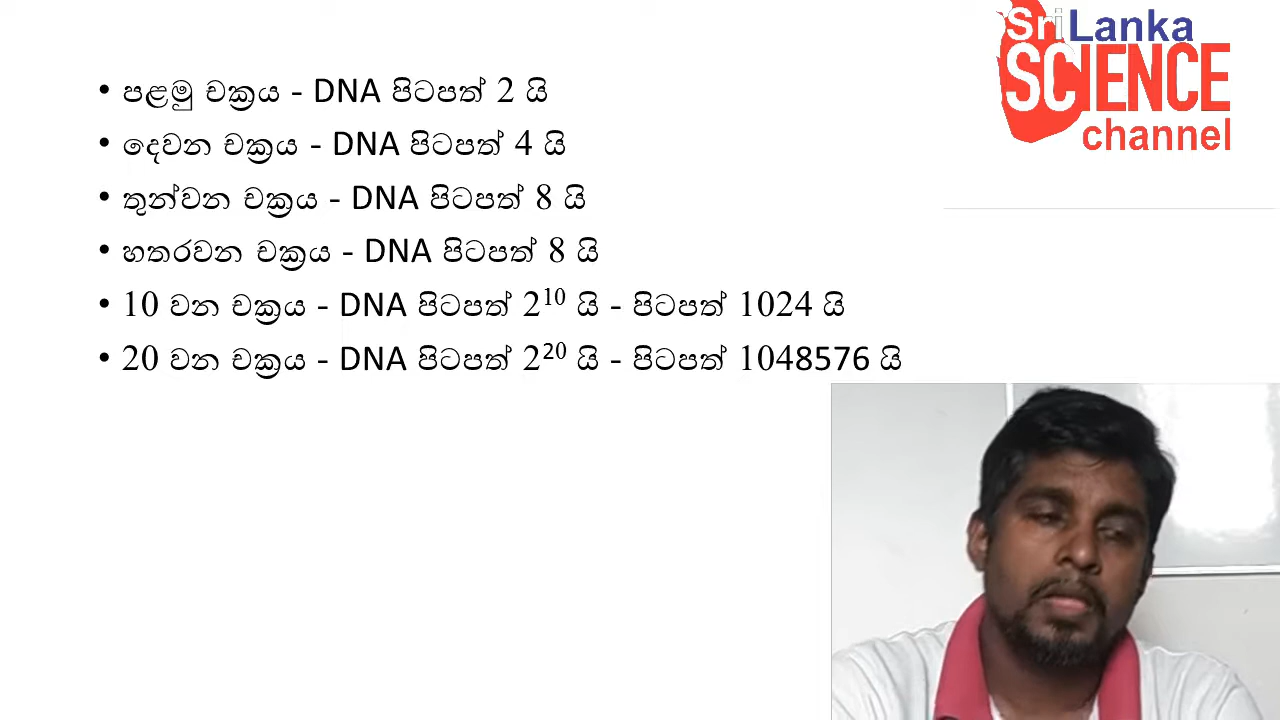 • පළමු චක්‍රය - DNA පිටපත් 2 යි
• දෙවන චක්‍රය - DNA පිටපත් 4 යි
• තුන්වන චක්‍රය - DNA පිටපත් 8 යි
• හතරවන චක්‍රය - DNA පිටපත් 8 යි
• 10 වන චක්‍රය - DNA පිටපත් 2¹⁰ යි - පිටපත් 1024 යි
• 20 වන චක්‍රය - DNA පිටපත් 2²⁰ යි - පිටපත් 1048576 යි
Sri Lanka
SCIENCE
channel